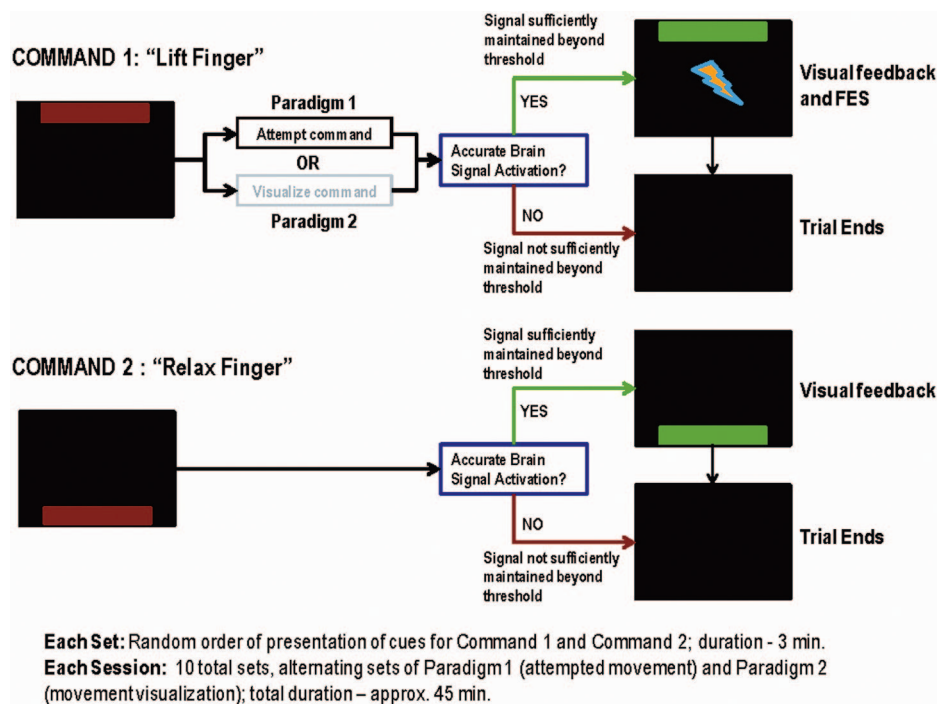 Signal sufficiently
maintained beyond
threshold
COMMAND 1: “Lift Finger”
Paradigm 1
Attempt command
OR
Visualize command
Paradigm 2
Accurate Brain
Signal Activation?
YES
Visual feedback
and FES
NO
Signal not sufficiently
maintained beyond
threshold
Trial Ends
COMMAND 2 : “Relax Finger”
Signal sufficiently
maintained beyond
threshold
YES
Visual feedback
Accurate Brain
Signal Activation?
NO
Signal not sufficiently
maintained beyond
threshold
Trial Ends
Each Set: Random order of presentation of cues for Command 1 and Command 2; duration - 3 min.
Each Session: 10 total sets, alternating sets of Paradigm 1 (attempted movement) and Paradigm 2
(movement visualization); total duration – approx. 45 min.